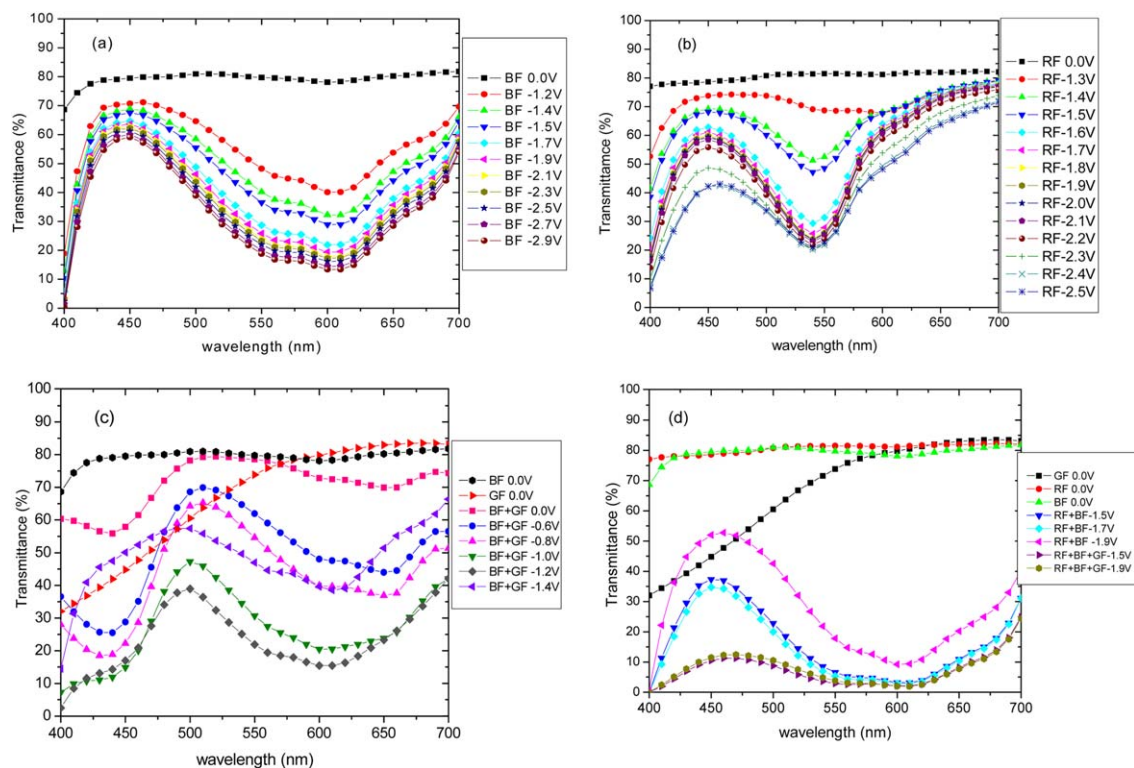 (a)
Transmittance (%)
100
90
80
70
60
50
40
30
20
10
0
400 450 500 550 600 650 700
wavelength (nm)
BF 0.0V
BF -1.2V
BF -1.4V
BF -1.5V
BF -1.7V
BF -1.9V
BF -2.1V
BF -2.3V
BF -2.5V
BF -2.7V
BF -2.9V
(b)
Transmittance (%)
100
90
80
70
60
50
40
30
20
10
0
400 450 500 550 600 650 700
wavelength (nm)
RF 0.0V
RF-1.3V
RF-1.4V
RF-1.5V
RF-1.6V
RF-1.7V
RF-1.8V
RF-1.9V
RF-2.0V
RF-2.1V
RF-2.2V
RF-2.3V
RF-2.4V
RF-2.5V
(c)
Transmittance (%)
100
90
80
70
60
50
40
30
20
10
0
400 450 500 550 600 650 700
wavelength (nm)
BF 0.0V
GF 0.0V
BF+GF 0.0V
BF+GF -0.6V
BF+GF -0.8V
BF+GF -1.0V
BF+GF -1.2V
BF+GF -1.4V
(d)
Transmittance (%)
100
90
80
70
60
50
40
30
20
10
0
400 450 500 550 600 650 700
wavelength (nm)
GF 0.0V
RF 0.0V
BF 0.0V
RF+BF-1.5V
RF+BF-1.7V
RF+BF -1.9V
RF+BF+GF-1.5V
RF+BF+GF-1.9V